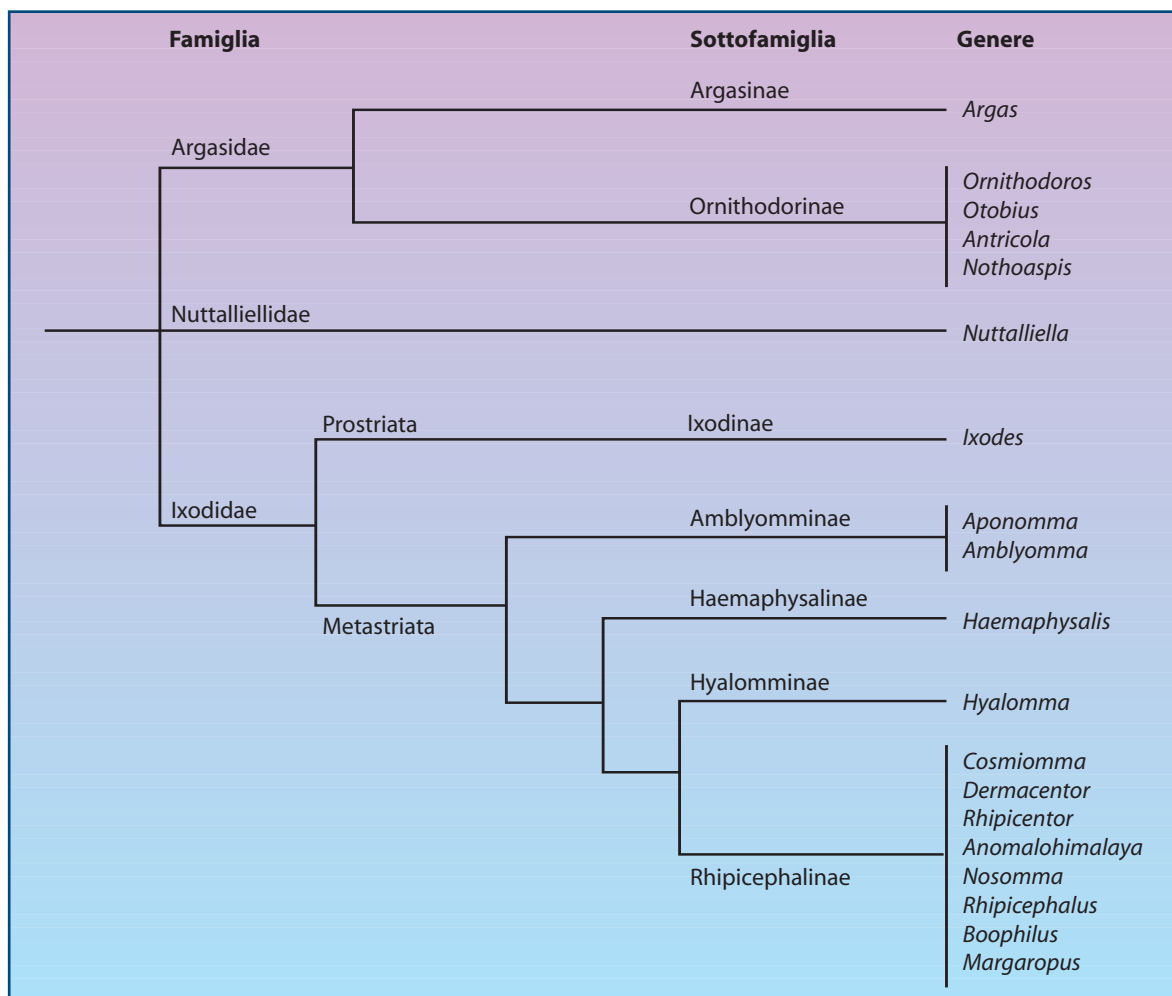 Famiglia Sottofamiglia Genere
Argasinae
Argas
Argasidae
Ornithodoros
Ornithodorinae
Otobius
Antricola
Nothoaspis
Nuttalliellidae
Nuttalliella
Prostriata
Ixodinae
Ixodes
Ixodidae
Amblyomminae
Aponomma
Amblyomma
Metastriata
Haemaphysalinae
Haemaphysalis
Hyalomminae
Hyalomma
Rhipicephalinae
Cosmiomma
Dermacentor
Rhipicentor
Anomalohimalaya
Nosomma
Rhipicephalus
Boophilus
Margaropus